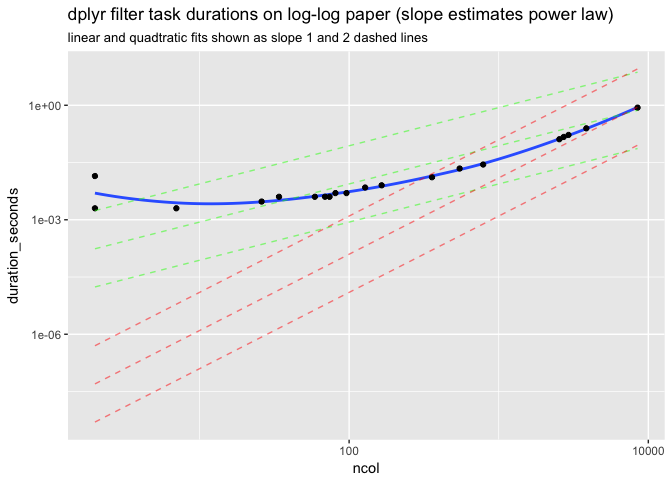 dplyr filter task durations on log-log paper (slope estimates power law)
linear and quadtratic fits shown as slope 1 and 2 dashed lines
duration_seconds
1e+00
1e-03
1e-06
100
10000
ncol